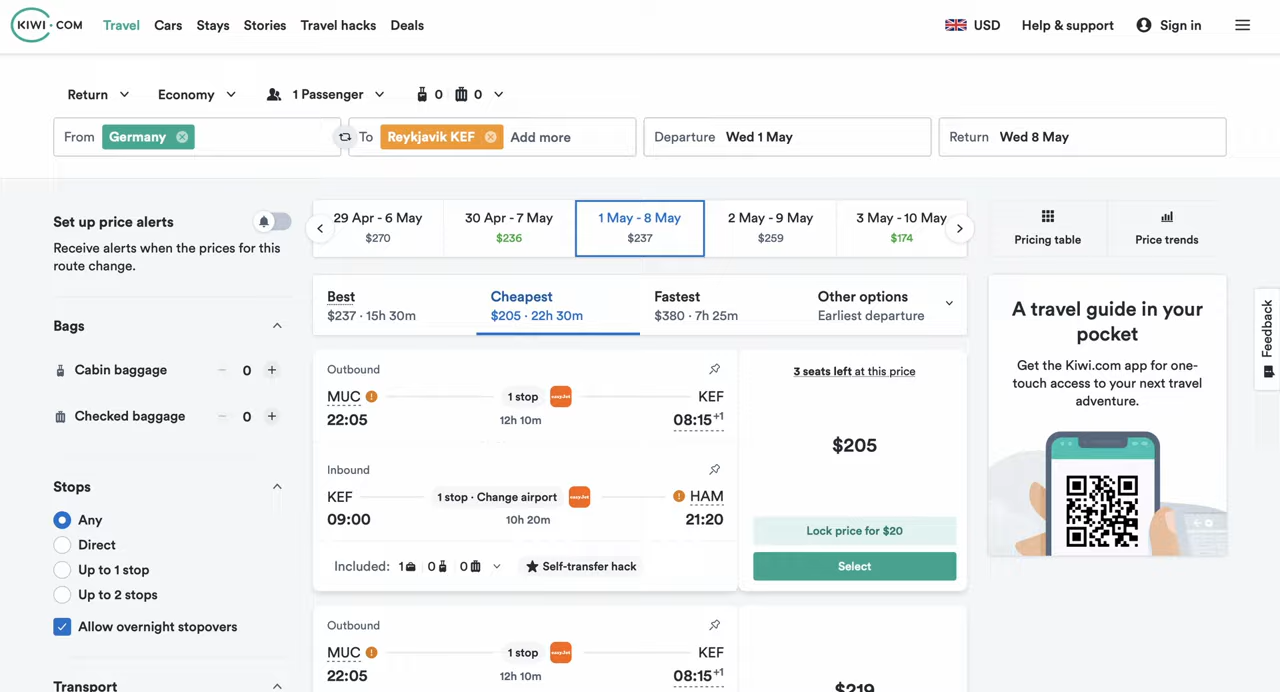 KIWI.COM Travel Cars Stays Stories Travel hacks Deals USD Help & support Sign in
Return Economy 1 Passenger 0 0
From Germany To Reykjavik KEF Add more Departure Wed 1 May Return Wed 8 May
Set up price alerts
Receive alerts when the prices for this
route change.
Bags
Cabin baggage 0
Checked baggage 0
Stops
Any
Direct
Up to 1 stop
Up to 2 stops
Allow overnight stopovers
Transport
29 Apr - 6 May 30 Apr - 7 May 1 May - 8 May 2 May - 9 May 3 May - 10 May
$270 $236 $237 $259 $174
Best Cheapest Fastest Other options
$237 · 15h 30m $205 · 22h 30m $380 · 7h 25m Earliest departure
Outbound
MUC 1 stop easyJet KEF
22:05 12h 10m 08:15+1
Inbound
KEF 1 stop · Change airport easyJet HAM
09:00 10h 20m 21:20
Included: 1 0 0 Self-transfer hack
3 seats left at this price
$205
Lock price for $20
Select
Outbound
MUC 1 stop easyJet KEF
22:05 12h 10m 08:15+1
$219
Pricing table Price trends
A travel guide in your
pocket
Get the Kiwi.com app for one-
touch access to your next travel
adventure.
Feedback